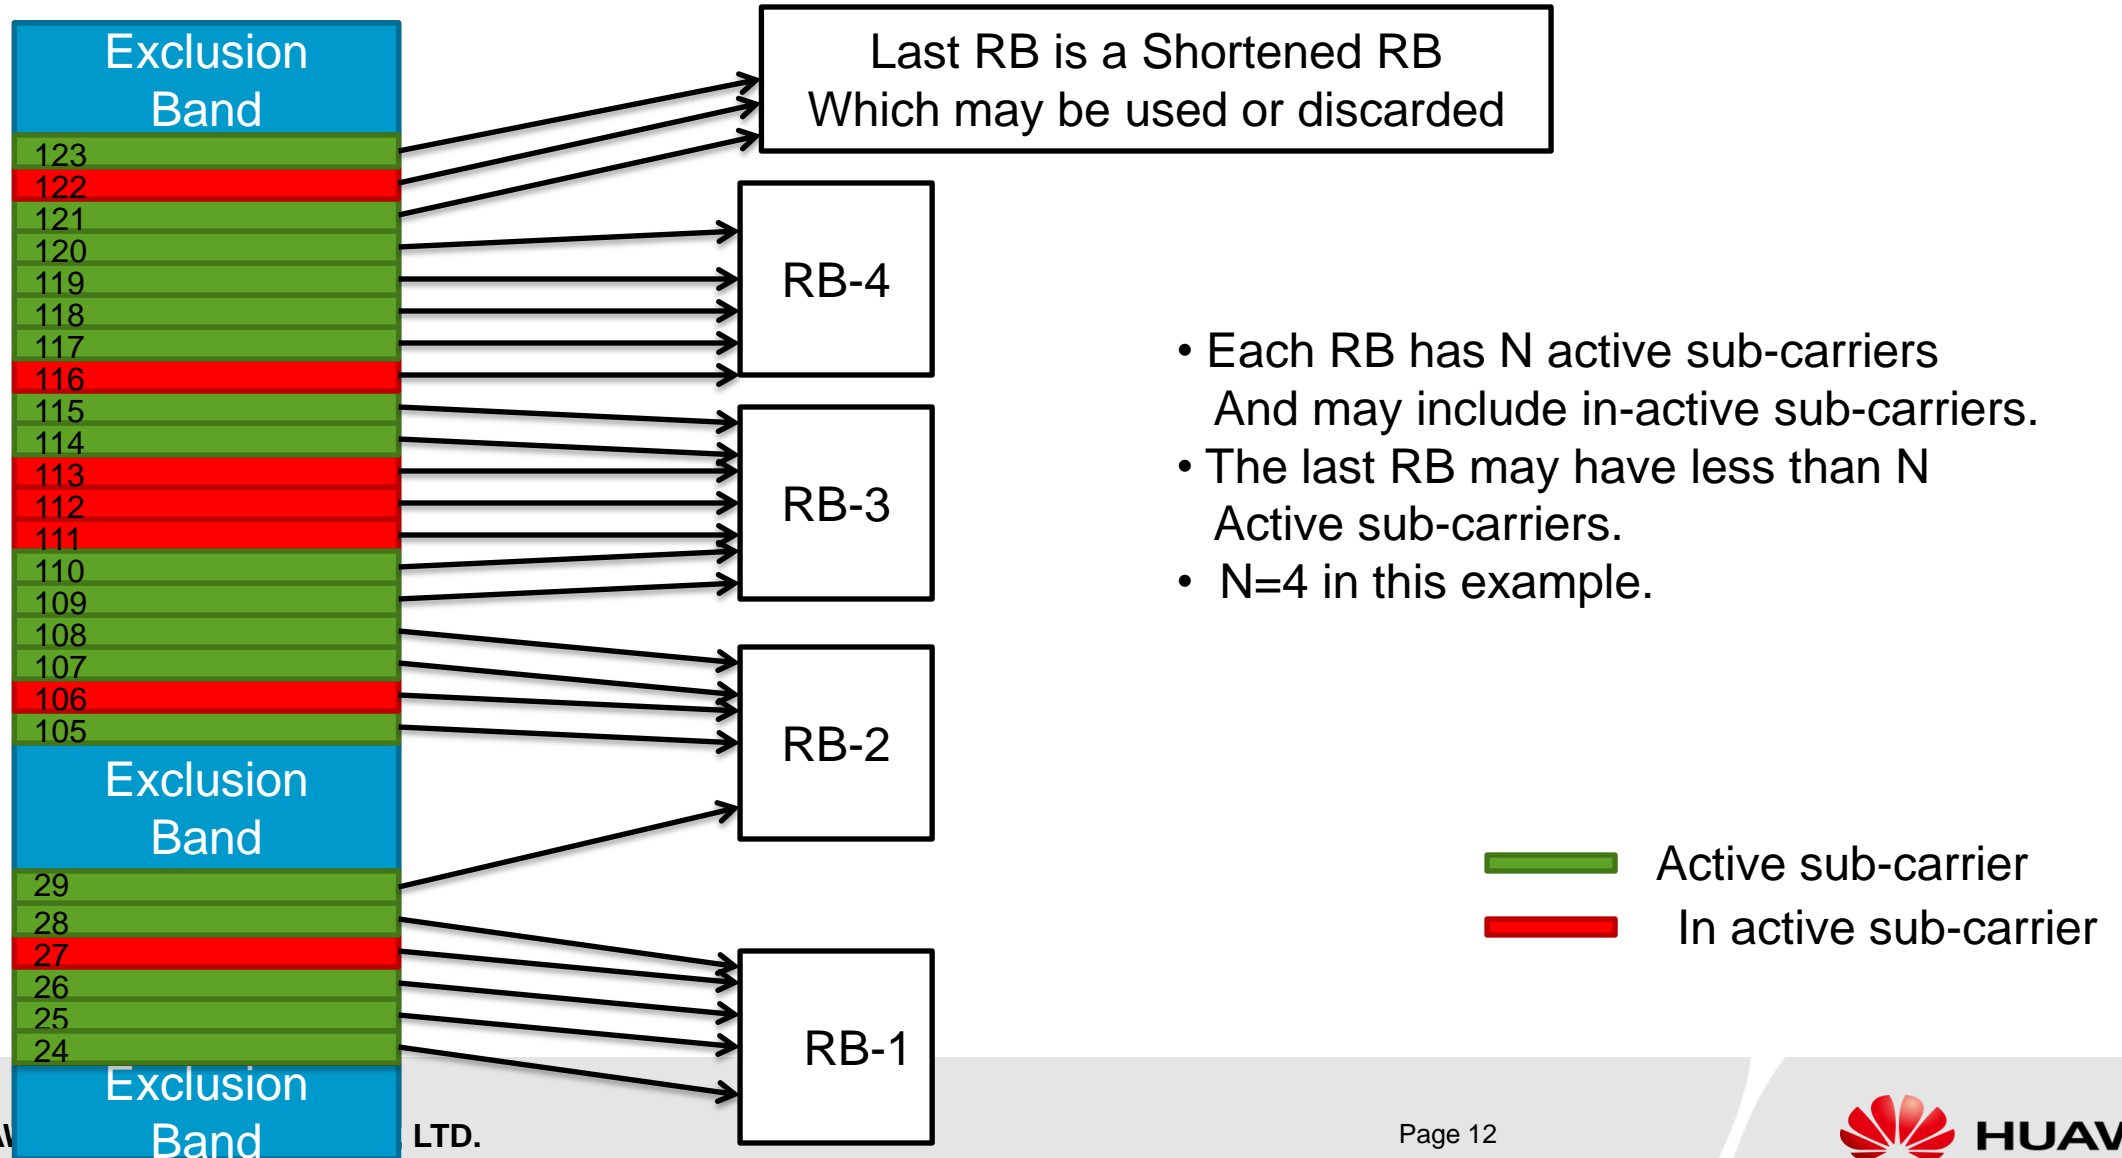 Exclusion
Band
123
122
121
120
119
118
117
116
115
114
113
112
111
110
109
108
107
106
105
Exclusion
Band
29
28
27
26
25
24
Exclusion
Band
Last RB is a Shortened RB
Which may be used or discarded
RB-4
RB-3
RB-2
RB-1
• Each RB has N active sub-carriers
And may include in-active sub-carriers.
• The last RB may have less than N
Active sub-carriers.
• N=4 in this example.
Active sub-carrier
In active sub-carrier
LTD.
Page 12
HUAV